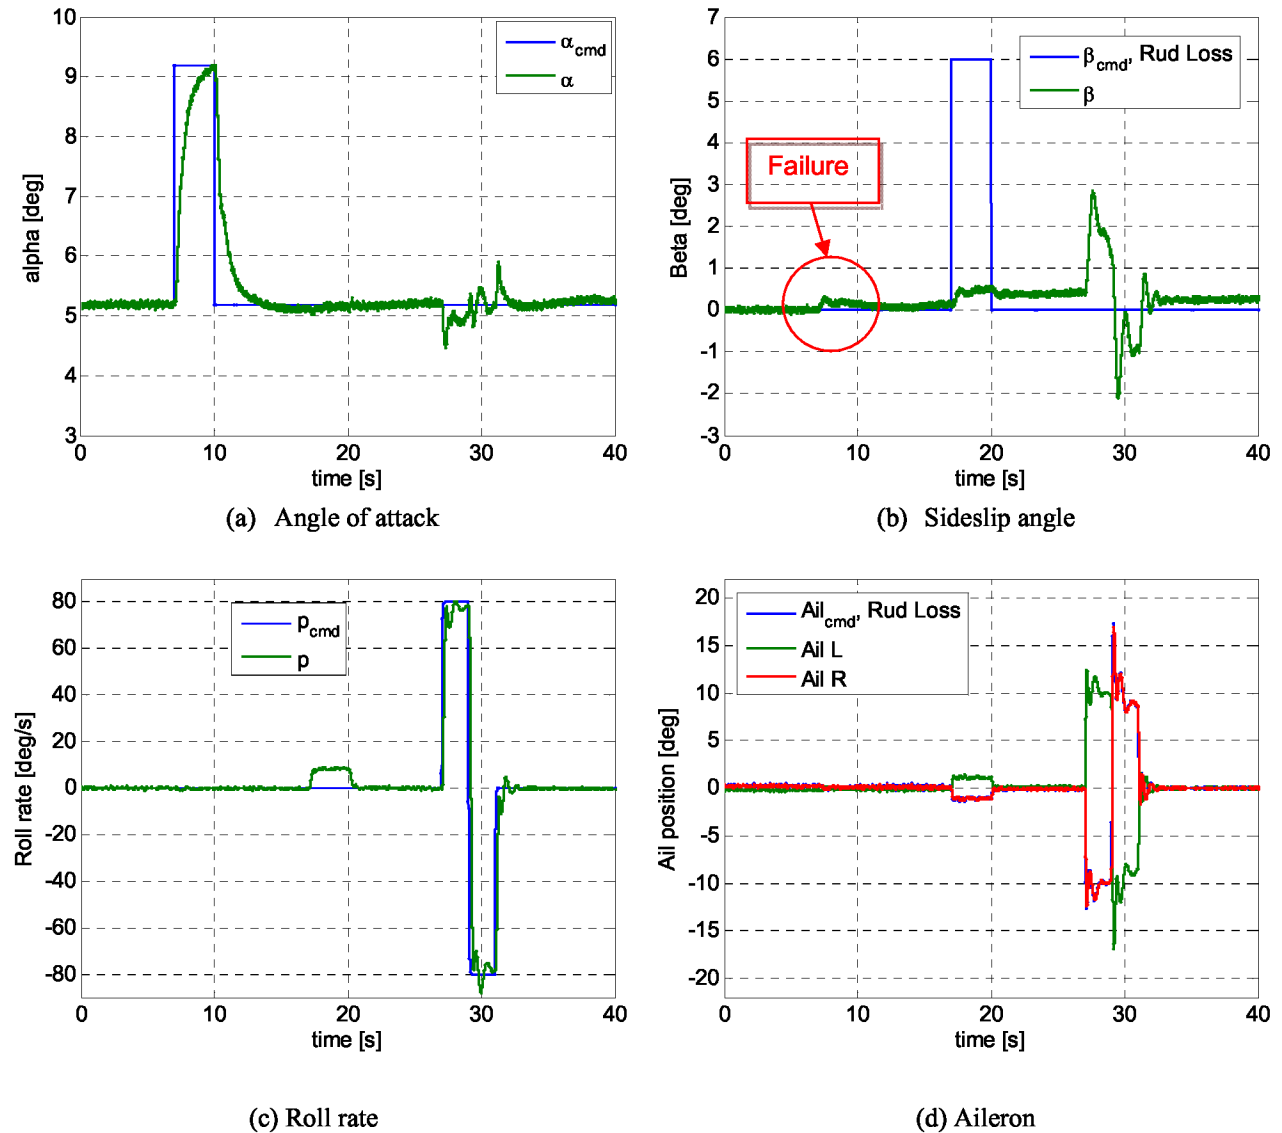 10
9
8
7
6
5
4
3
alpha [deg]
αcmd
α
0
10
20
30
40
time [s]
(a) Angle of attack
7
6
5
4
3
2
1
0
-1
-2
-3
Beta [deg]
βcmd, Rud Loss
β
Failure
0
10
20
30
40
time [s]
(b) Sideslip angle
80
60
40
20
0
-20
-40
-60
-80
Roll rate [deg/s]
pcmd
p
0
10
20
30
40
time [s]
(c) Roll rate
20
15
10
5
0
-5
-10
-15
-20
Ail position [deg]
Ailcmd, Rud Loss
Ail L
Ail R
0
10
20
30
40
time [s]
(d) Aileron